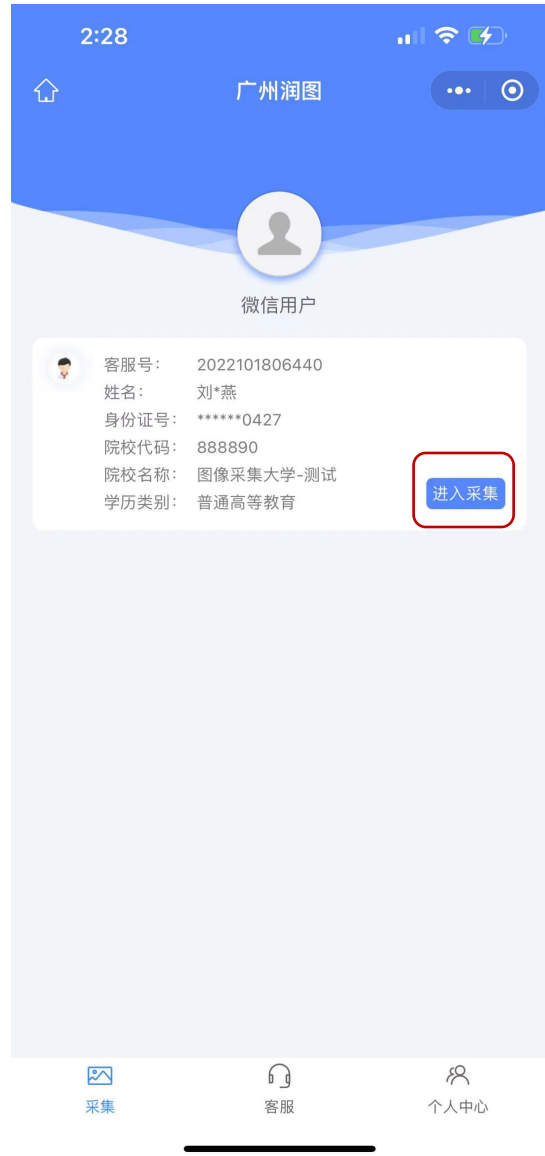 2:28
广州润图
微信用户
客服号： 2022101806440
姓名： 刘*燕
身份证号： ******0427
院校代码： 888890
院校名称： 图像采集大学-测试
学历类别： 普通高等教育
进入采集
采集 客服 个人中心